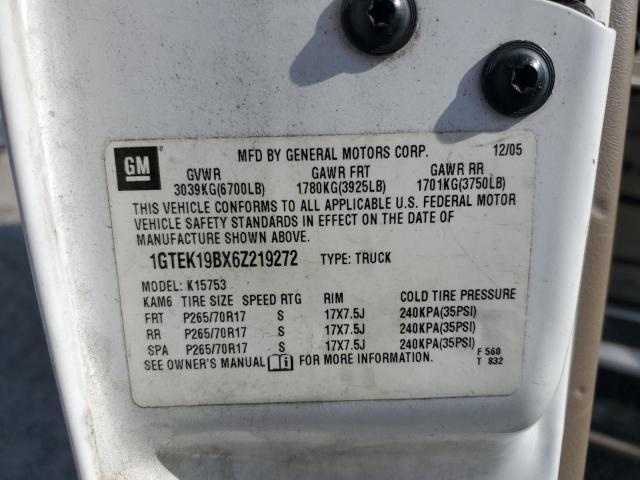 GM
MFD BY GENERAL MOTORS CORP. 12/05
GVWR GAWR FRT GAWR RR
3039KG(6700LB) 1780KG(3925LB) 1701KG(3750LB)
THIS VEHICLE CONFORMS TO ALL APPLICABLE U.S. FEDERAL MOTOR
VEHICLE SAFETY STANDARDS IN EFFECT ON THE DATE OF
MANUFACTURE SHOWN ABOVE.
1GTEK19BX6Z219272 TYPE: TRUCK
MODEL: K15753
KAM6 TIRE SIZE SPEED RTG RIM COLD TIRE PRESSURE
FRT P265/70R17 S 17X7.5J 240KPA(35PSI)
RR P265/70R17 S 17X7.5J 240KPA(35PSI)
SPA P265/70R17 S 17X7.5J 240KPA(35PSI)
SEE OWNER'S MANUAL FOR MORE INFORMATION. F 560
T 832